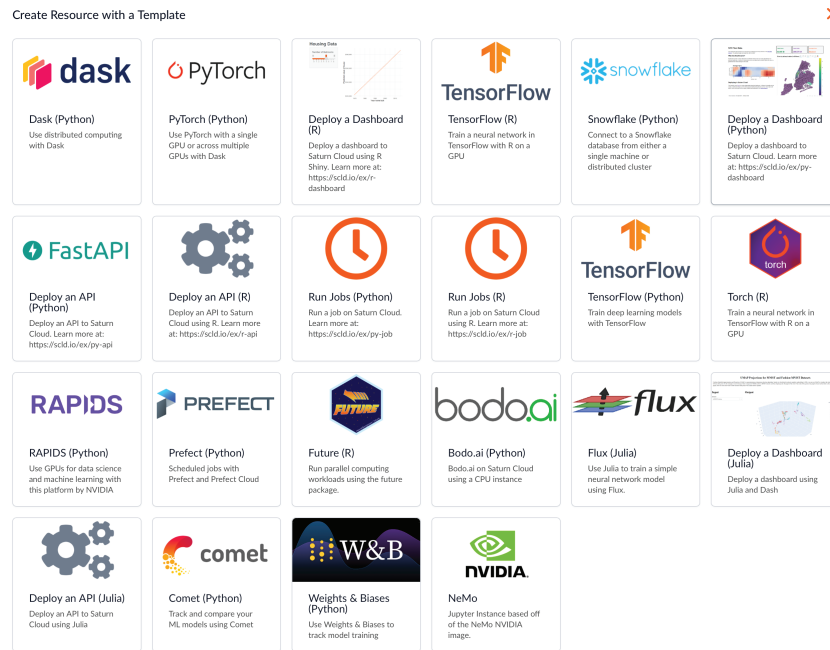 Create Resource with a Template
dask
PyTorch
Housing Data
TensorFlow
snowflake
Dask (Python)
Use distributed computing
with Dask
PyTorch (Python)
Use PyTorch with a single
GPU or across multiple
GPUs with Dask
Deploy a Dashboard
(R)
Deploy a dashboard to
Saturn Cloud using R
Shiny. Learn more at:
https://scld.io/ex/r-
dashboard
TensorFlow (R)
Train a neural network in
TensorFlow with R on a
GPU
Snowflake (Python)
Connect to a Snowflake
database from either a
single machine or
distributed cluster
Deploy a Dashboard
(Python)
Deploy a dashboard to
Saturn Cloud. Learn more
at: https://scld.io/ex/py-
dashboard
FastAPI
TensorFlow
torch
Deploy an API
(Python)
Deploy an API to Saturn
Cloud. Learn more at:
https://scld.io/ex/py-api
Deploy an API (R)
Deploy an API to Saturn
Cloud using R. Learn more
at: https://scld.io/ex/r-api
Run Jobs (Python)
Run a job on Saturn Cloud.
Learn more at:
https://scld.io/ex/py-job
Run Jobs (R)
Run a job on Saturn Cloud
using R. Learn more at:
https://scld.io/ex/r-job
TensorFlow (Python)
Train deep learning models
with TensorFlow
Torch (R)
Train a neural network in
TensorFlow with R on a
GPU
RAPIDS
PREFECT
FUTURE
bodo.ai
flux
RAPIDS (Python)
Use GPUs for data science
and machine learning with
this platform by NVIDIA
Prefect (Python)
Scheduled jobs with
Prefect and Prefect Cloud
Future (R)
Run parallel computing
workloads using the future
package.
Bodo.ai (Python)
Bodo.ai on Saturn Cloud
using a CPU instance
Flux (Julia)
Use Julia to train a simple
neural network model
using Flux.
Deploy a Dashboard
(Julia)
Deploy a dashboard using
Julia and Dash
comet
W&B
NVIDIA.
Deploy an API (Julia)
Deploy an API to Saturn
Cloud using Julia
Comet (Python)
Track and compare your
ML models using Comet
Weights & Biases
(Python)
Use Weights & Biases to
track model training
NeMo
Jupyter Instance based off
of the NeMo NVIDIA
image.